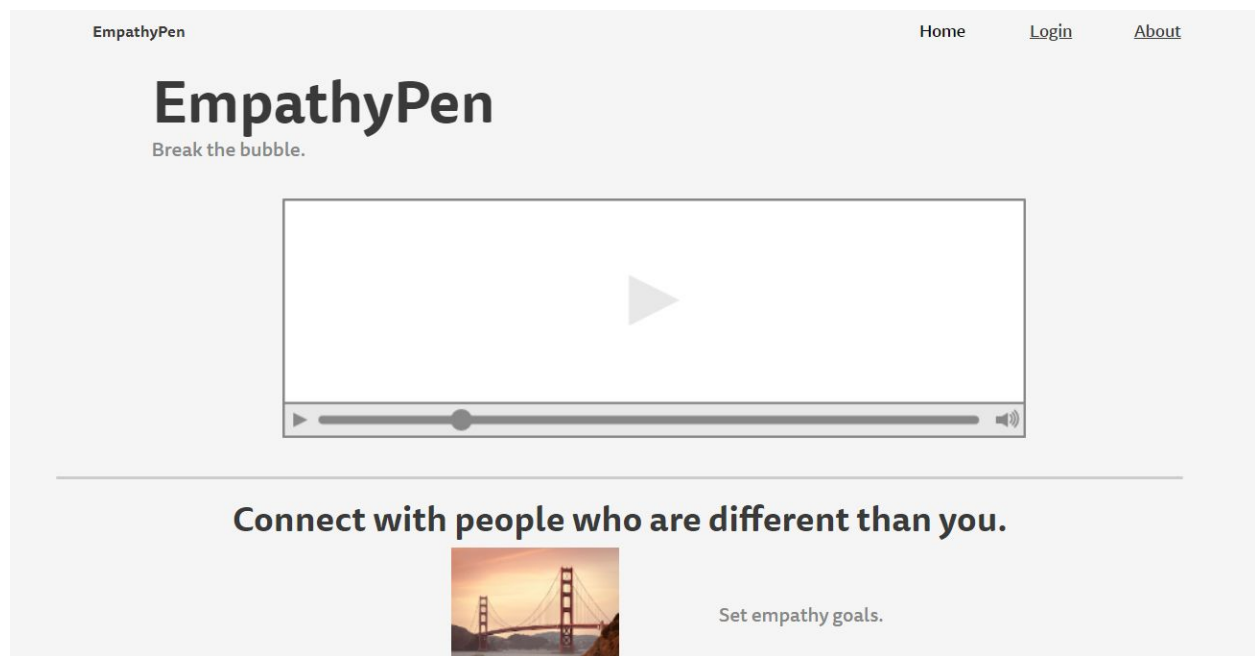 EmpathyPen
Home
Login
About
EmpathyPen
Break the bubble.
Connect with people who are different than you.
Set empathy goals.